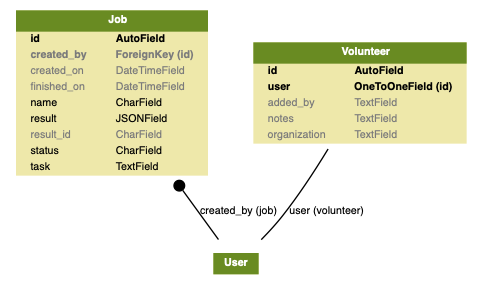 Job
id AutoField
created_by ForeignKey (id)
created_on DateTimeField
finished_on DateTimeField
name CharField
result JSONField
result_id CharField
status CharField
task TextField
Volunteer
id AutoField
user OneToOneField (id)
added_by TextField
notes TextField
organization TextField
created_by (job)
user (volunteer)
User